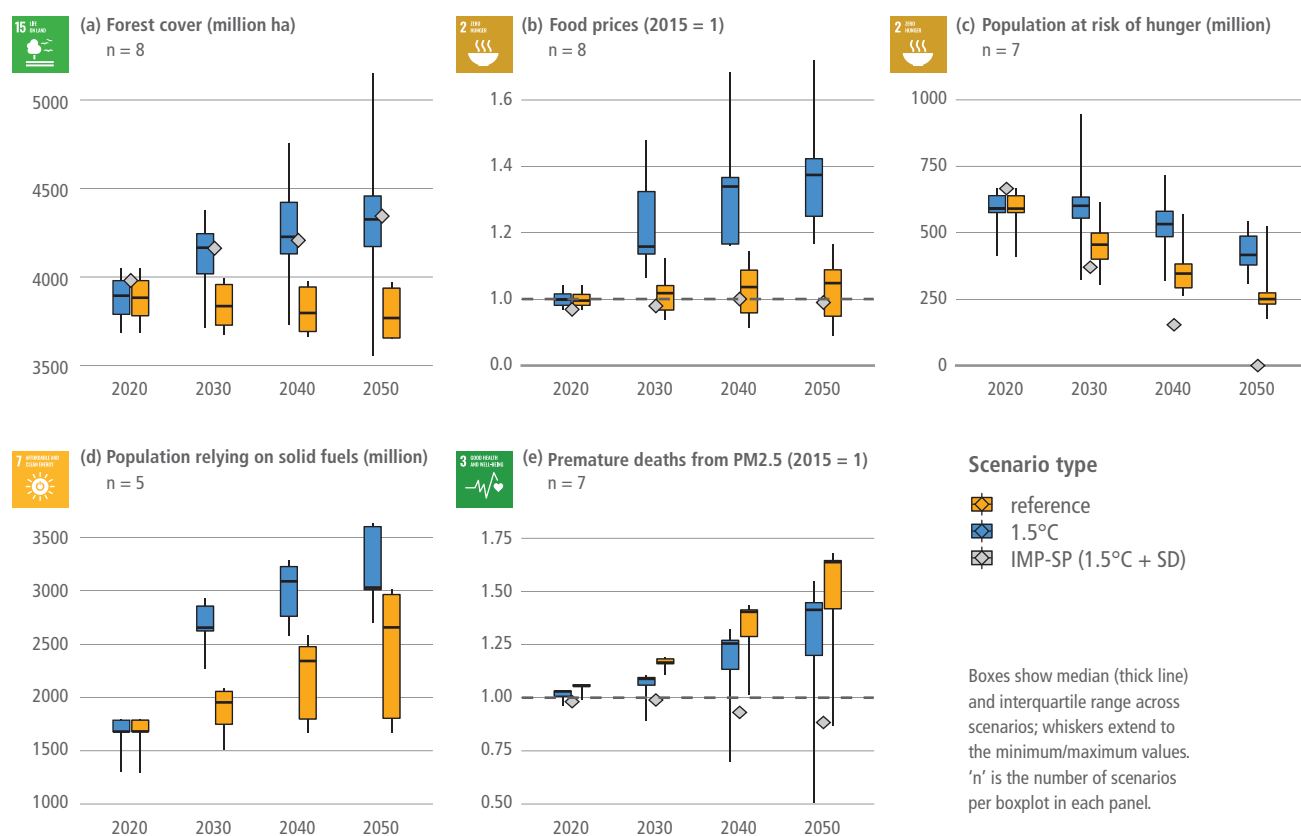 15 LIFE
ON LAND
(a) Forest cover (million ha)
n = 8
5000
4500
4000
3500
2020 2030 2040 2050
2 ZERO
HUNGER
(b) Food prices (2015 = 1)
n = 8
1.6
1.4
1.2
1.0
0.0
2020 2030 2040 2050
2 ZERO
HUNGER
(c) Population at risk of hunger (million)
n = 7
1000
750
500
250
0
2020 2030 2040 2050
7 AFFORDABLE AND
CLEAN ENERGY
(d) Population relying on solid fuels (million)
n = 5
3500
3000
2500
2000
1500
1000
2020 2030 2040 2050
3 GOOD HEALTH
AND WELL-BEING
(e) Premature deaths from PM2.5 (2015 = 1)
n = 7
1.75
1.50
1.25
1.00
0.75
0.50
2020 2030 2040 2050
Scenario type
reference
1.5°C
IMP-SP (1.5°C + SD)
Boxes show median (thick line)
and interquartile range across
scenarios; whiskers extend to
the minimum/maximum values.
‘n’ is the number of scenarios
per boxplot in each panel.